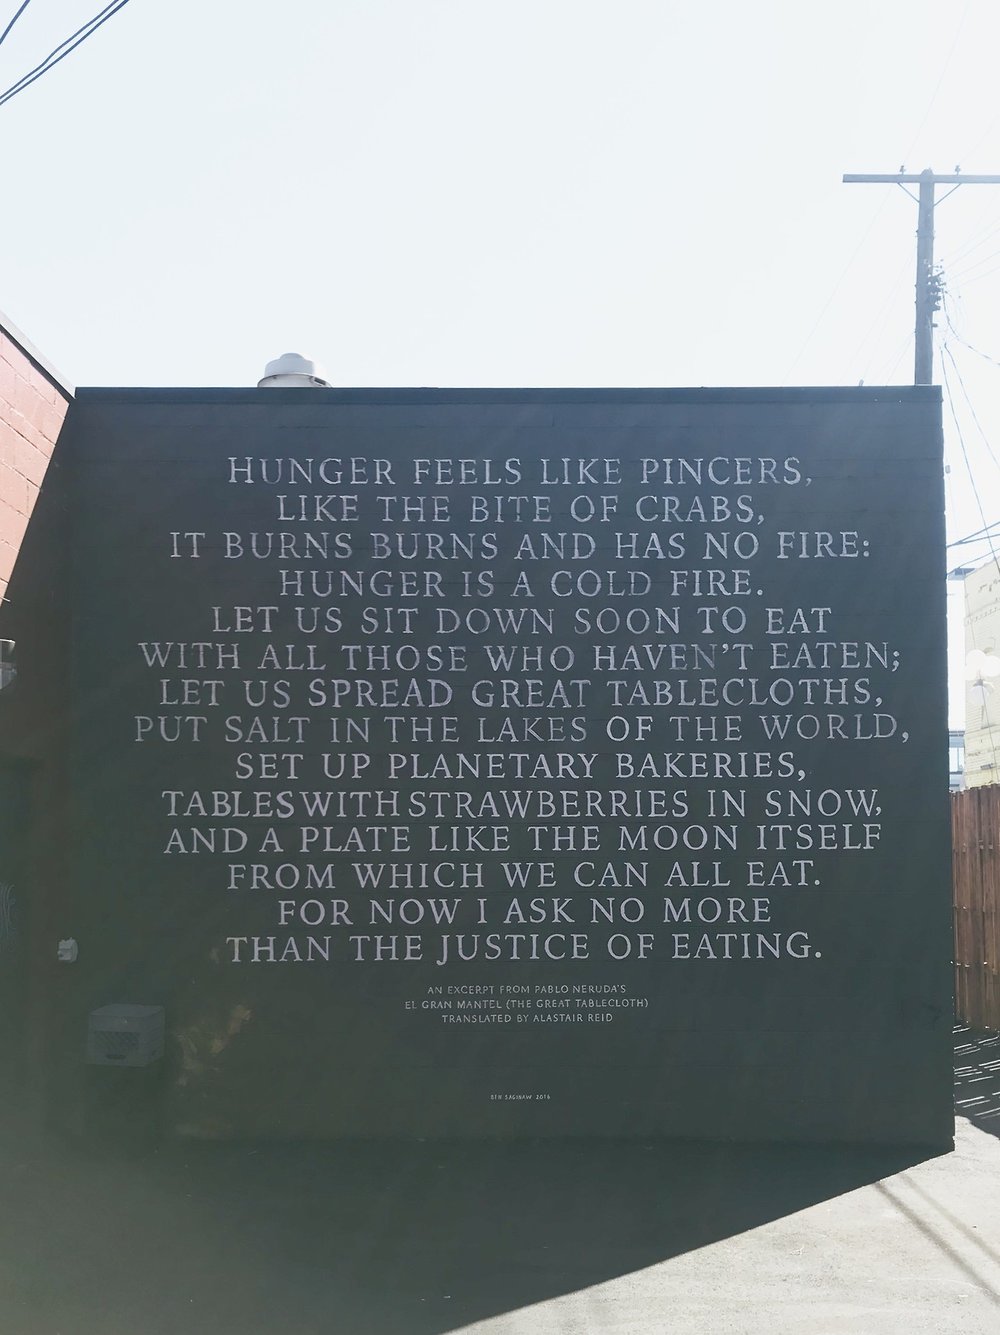 HUNGER FEELS LIKE PINCERS,
LIKE THE BITE OF CRABS,
IT BURNS BURNS AND HAS NO FIRE:
HUNGER IS A COLD FIRE.
LET US SIT DOWN SOON TO EAT
WITH ALL THOSE WHO HAVEN'T EATEN;
LET US SPREAD GREAT TABLECLOTHS,
PUT SALT IN THE LAKES OF THE WORLD,
SET UP PLANETARY BAKERIES,
TABLES WITH STRAWBERRIES IN SNOW,
AND A PLATE LIKE THE MOON ITSELF
FROM WHICH WE CAN ALL EAT.
FOR NOW I ASK NO MORE
THAN THE JUSTICE OF EATING.
AN EXCERPT FROM PABLO NERUDA'S
EL GRAN MANTEL (THE GREAT TABLECLOTH)
TRANSLATED BY ALASTAIR REID
BEN SAGINAW 2016